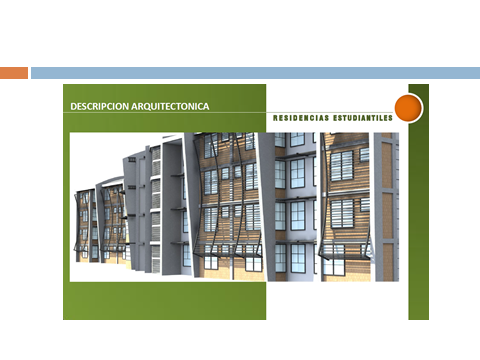 DESCRIPCION ARQUITECTONICA
RESIDENCIAS ESTUDIANTILES